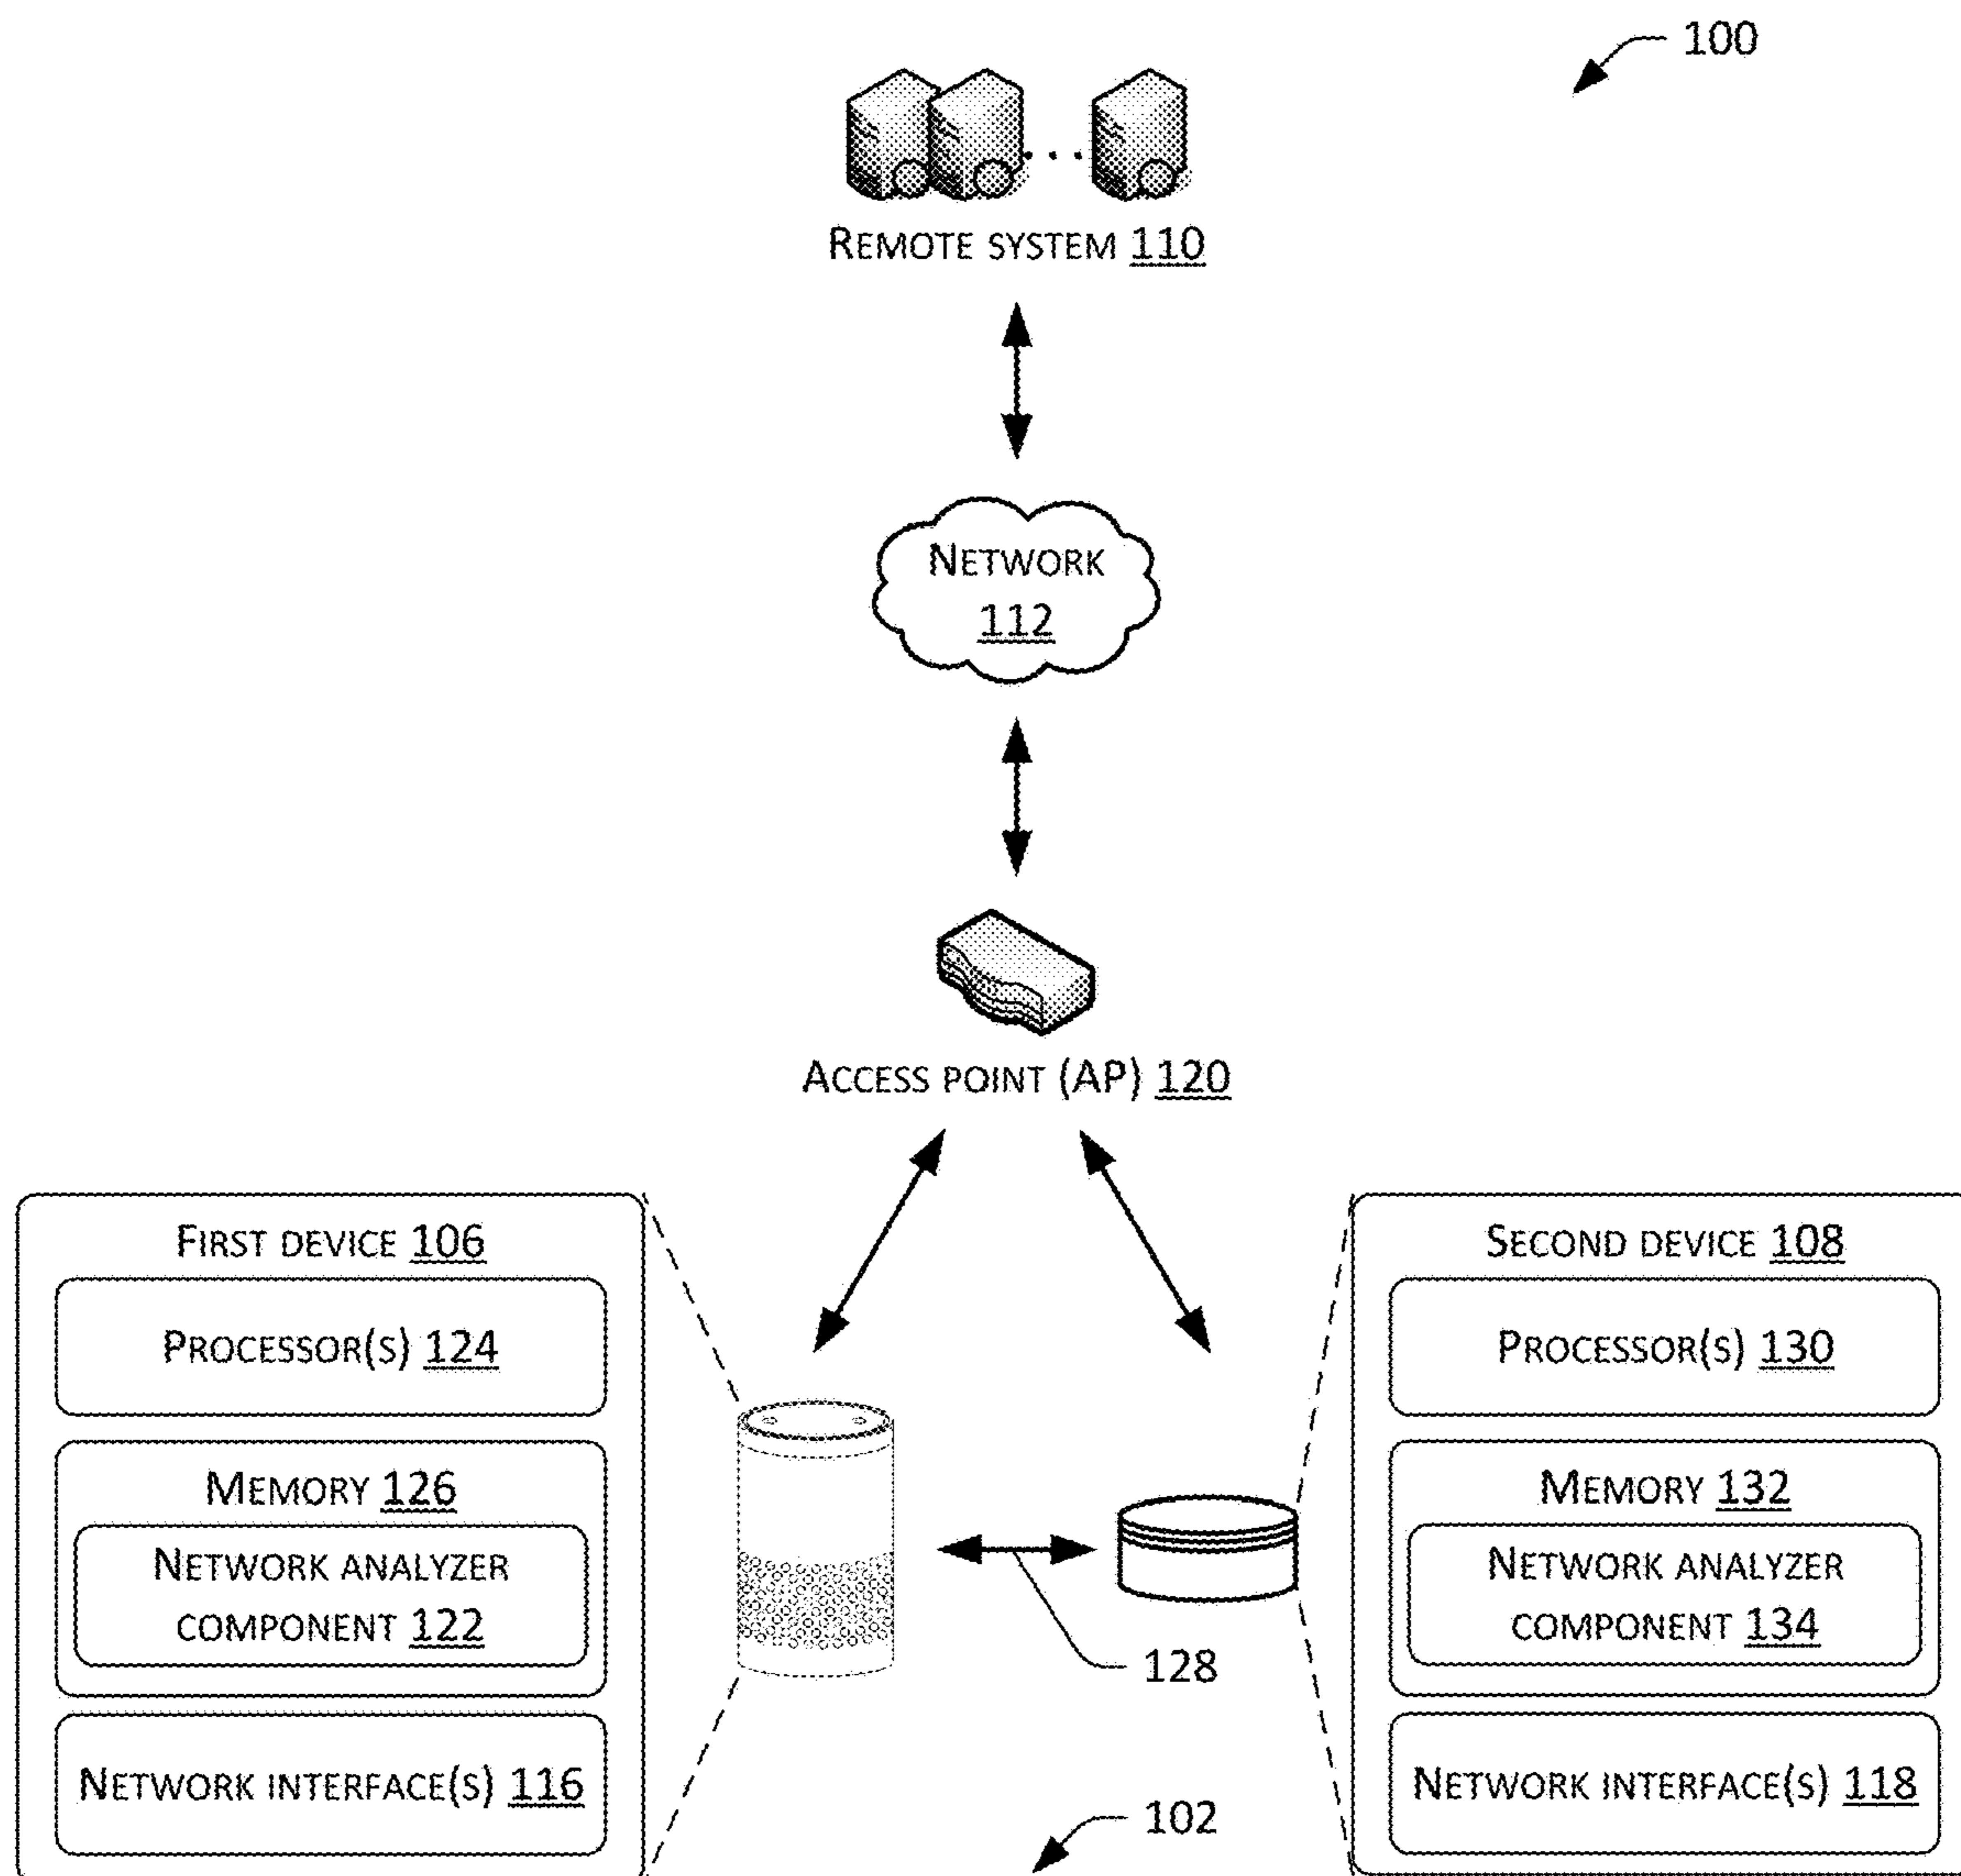 100
REMOTE SYSTEM 110
NETWORK
112
ACCESS POINT (AP) 120
FIRST DEVICE 106
PROCESSOR(S) 124
MEMORY 126
NETWORK ANALYZER
COMPONENT 122
NETWORK INTERFACE(S) 116
128
102
SECOND DEVICE 108
PROCESSOR(S) 130
MEMORY 132
NETWORK ANALYZER
COMPONENT 134
NETWORK INTERFACE(S) 118